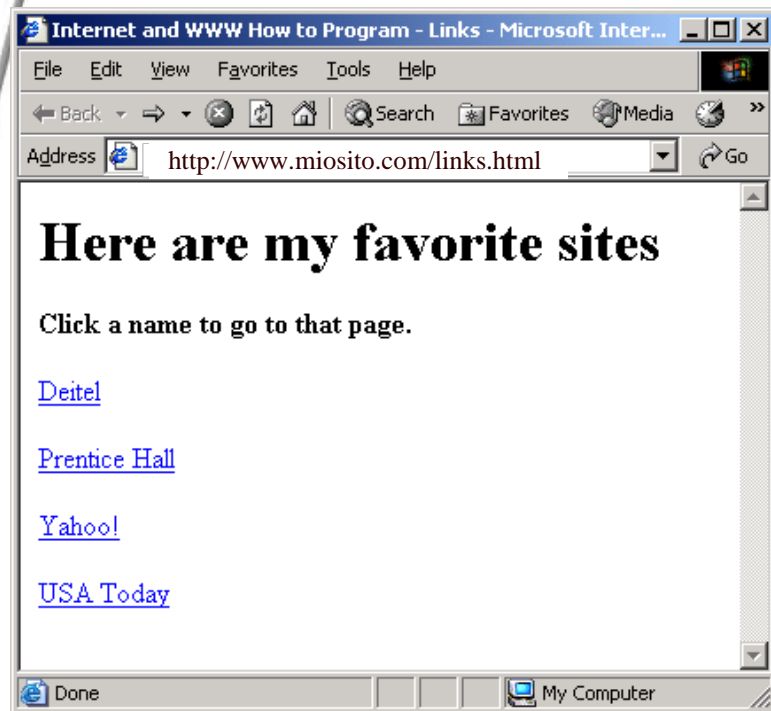 Internet and WWW How to Program - Links - Microsoft Inter...
File Edit View Favorites Tools Help
Back Search Favorites Media »
Address http://www.miosito.com/links.html Go
Here are my favorite sites
Click a name to go to that page.
Deitel
Prentice Hall
Yahoo!
USA Today
Done My Computer